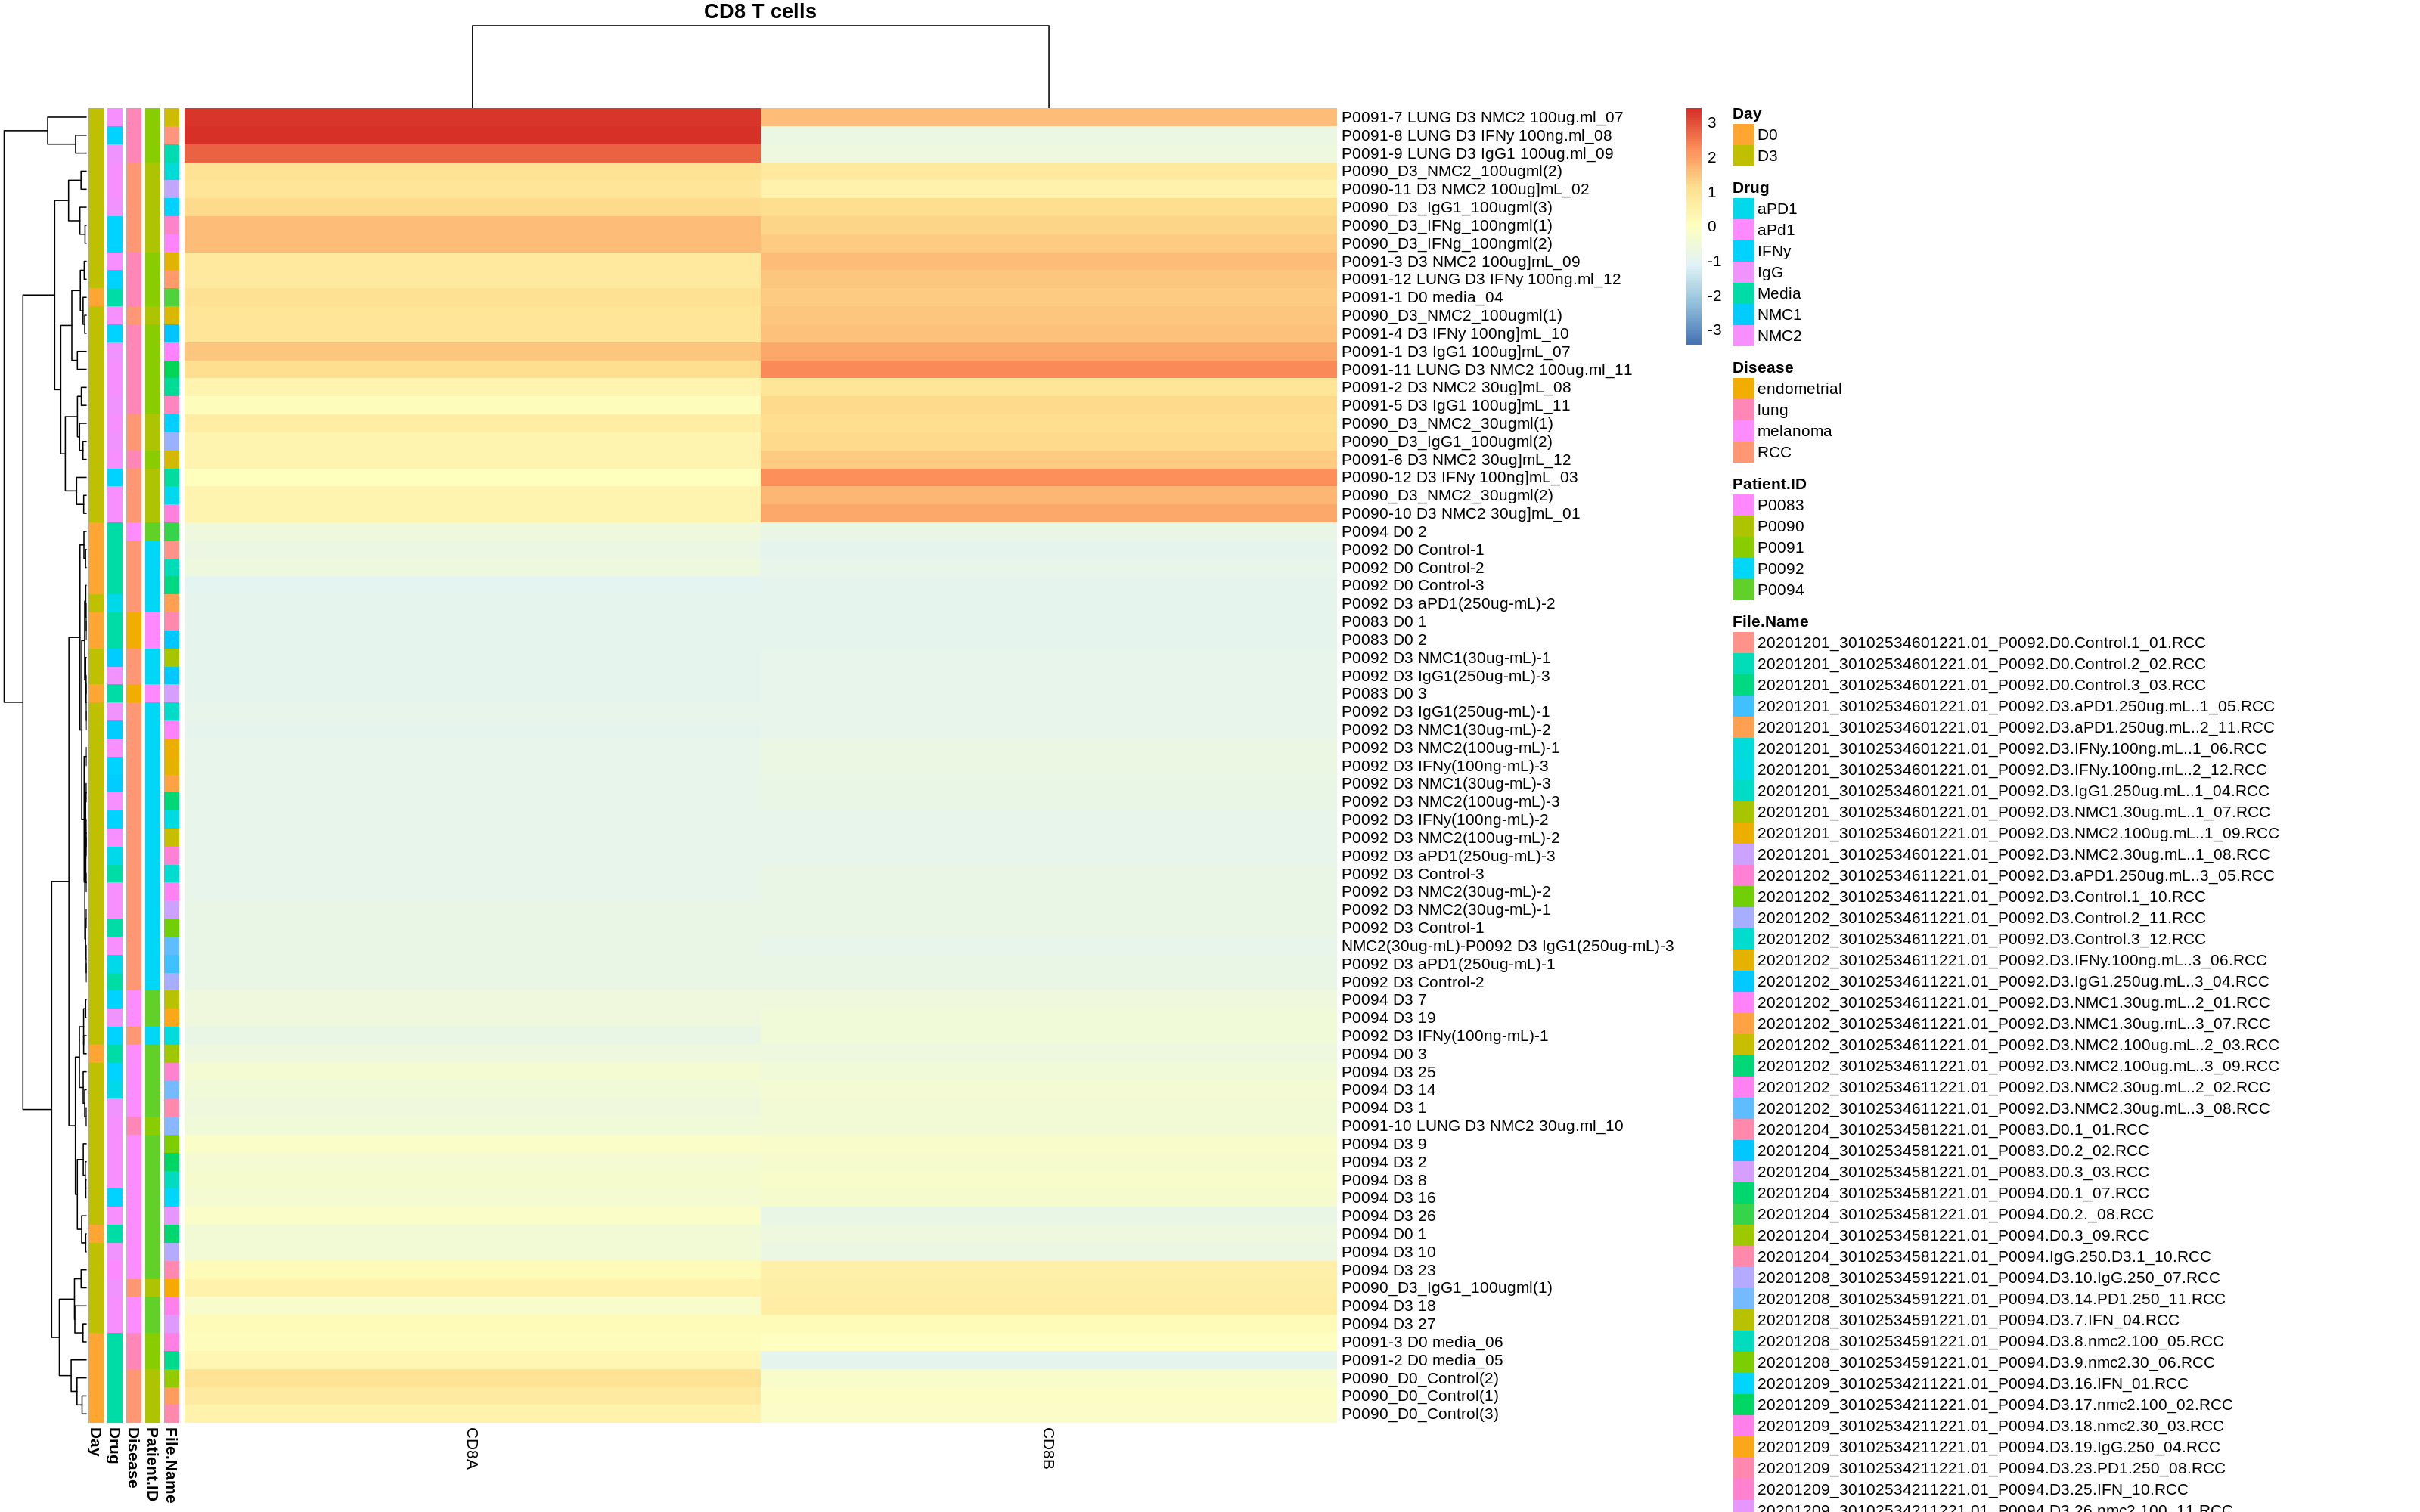 CD8 T cells
P0091-7 LUNG D3 NMC2 100ug.ml_07
P0091-8 LUNG D3 IFNy 100ng.ml_08
P0091-9 LUNG D3 IgG1 100ug.ml_09
P0090_D3_NMC2_100ugml(2)
P0090-11 D3 NMC2 100ug]mL_02
P0090_D3_IgG1_100ugml(3)
P0090_D3_IFNg_100ngml(1)
P0090_D3_IFNg_100ngml(2)
P0091-3 D3 NMC2 100ug]mL_09
P0091-12 LUNG D3 IFNy 100ng.ml_12
P0091-1 D0 media_04
P0090_D3_NMC2_100ugml(1)
P0091-4 D3 IFNy 100ng]mL_10
P0091-1 D3 IgG1 100ug]mL_07
P0091-11 LUNG D3 NMC2 100ug.ml_11
P0091-2 D3 NMC2 30ug]mL_08
P0091-5 D3 IgG1 100ug]mL_11
P0090_D3_NMC2_30ugml(1)
P0090_D3_IgG1_100ugml(2)
P0091-6 D3 NMC2 30ug]mL_12
P0090-12 D3 IFNy 100ng]mL_03
P0090_D3_NMC2_30ugml(2)
P0090-10 D3 NMC2 30ug]mL_01
P0094 D0 2
P0092 D0 Control-1
P0092 D0 Control-2
P0092 D0 Control-3
P0092 D3 aPD1(250ug-mL)-2
P0083 D0 1
P0083 D0 2
P0092 D3 NMC1(30ug-mL)-1
P0092 D3 IgG1(250ug-mL)-3
P0083 D0 3
P0092 D3 IgG1(250ug-mL)-1
P0092 D3 NMC1(30ug-mL)-2
P0092 D3 NMC2(100ug-mL)-1
P0092 D3 IFNy(100ng-mL)-3
P0092 D3 NMC1(30ug-mL)-3
P0092 D3 NMC2(100ug-mL)-3
P0092 D3 IFNy(100ng-mL)-2
P0092 D3 NMC2(100ug-mL)-2
P0092 D3 aPD1(250ug-mL)-3
P0092 D3 Control-3
P0092 D3 NMC2(30ug-mL)-2
P0092 D3 NMC2(30ug-mL)-1
P0092 D3 Control-1
NMC2(30ug-mL)-P0092 D3 IgG1(250ug-mL)-3
P0092 D3 aPD1(250ug-mL)-1
P0092 D3 Control-2
P0094 D3 7
P0094 D3 19
P0092 D3 IFNy(100ng-mL)-1
P0094 D0 3
P0094 D3 25
P0094 D3 14
P0094 D3 1
P0091-10 LUNG D3 NMC2 30ug.ml_10
P0094 D3 9
P0094 D3 2
P0094 D3 8
P0094 D3 16
P0094 D3 26
P0094 D0 1
P0094 D3 10
P0094 D3 23
P0090_D3_IgG1_100ugml(1)
P0094 D3 18
P0094 D3 27
P0091-3 D0 media_06
P0091-2 D0 media_05
P0090_D0_Control(2)
P0090_D0_Control(1)
P0090_D0_Control(3)
Day
Drug
Disease
Patient.ID
File.Name
CD8A
CD8B
3
2
1
0
-1
-2
-3
Day
D0
D3
Drug
aPD1
aPd1
IFNy
IgG
Media
NMC1
NMC2
Disease
endometrial
lung
melanoma
RCC
Patient.ID
P0083
P0090
P0091
P0092
P0094
File.Name
20201201_30102534601221.01_P0092.D0.Control.1_01.RCC
20201201_30102534601221.01_P0092.D0.Control.2_02.RCC
20201201_30102534601221.01_P0092.D0.Control.3_03.RCC
20201201_30102534601221.01_P0092.D3.aPD1.250ug.mL..1_05.RCC
20201201_30102534601221.01_P0092.D3.aPD1.250ug.mL..2_11.RCC
20201201_30102534601221.01_P0092.D3.IFNy.100ng.mL..1_06.RCC
20201201_30102534601221.01_P0092.D3.IFNy.100ng.mL..2_12.RCC
20201201_30102534601221.01_P0092.D3.IgG1.250ug.mL..1_04.RCC
20201201_30102534601221.01_P0092.D3.NMC1.30ug.mL..1_07.RCC
20201201_30102534601221.01_P0092.D3.NMC2.100ug.mL..1_09.RCC
20201201_30102534601221.01_P0092.D3.NMC2.30ug.mL..1_08.RCC
20201202_30102534611221.01_P0092.D3.aPD1.250ug.mL..3_05.RCC
20201202_30102534611221.01_P0092.D3.Control.1_10.RCC
20201202_30102534611221.01_P0092.D3.Control.2_11.RCC
20201202_30102534611221.01_P0092.D3.Control.3_12.RCC
20201202_30102534611221.01_P0092.D3.IFNy.100ng.mL..3_06.RCC
20201202_30102534611221.01_P0092.D3.IgG1.250ug.mL..3_04.RCC
20201202_30102534611221.01_P0092.D3.NMC1.30ug.mL..2_01.RCC
20201202_30102534611221.01_P0092.D3.NMC1.30ug.mL..3_07.RCC
20201202_30102534611221.01_P0092.D3.NMC2.100ug.mL..2_03.RCC
20201202_30102534611221.01_P0092.D3.NMC2.100ug.mL..3_09.RCC
20201202_30102534611221.01_P0092.D3.NMC2.30ug.mL..2_02.RCC
20201202_30102534611221.01_P0092.D3.NMC2.30ug.mL..3_08.RCC
20201204_30102534581221.01_P0083.D0.1_01.RCC
20201204_30102534581221.01_P0083.D0.2_02.RCC
20201204_30102534581221.01_P0083.D0.3_03.RCC
20201204_30102534581221.01_P0094.D0.1_07.RCC
20201204_30102534581221.01_P0094.D0.2._08.RCC
20201204_30102534581221.01_P0094.D0.3_09.RCC
20201204_30102534581221.01_P0094.IgG.250.D3.1_10.RCC
20201208_30102534591221.01_P0094.D3.10.IgG.250_07.RCC
20201208_30102534591221.01_P0094.D3.14.PD1.250_11.RCC
20201208_30102534591221.01_P0094.D3.7.IFN_04.RCC
20201208_30102534591221.01_P0094.D3.8.nmc2.100_05.RCC
20201208_30102534591221.01_P0094.D3.9.nmc2.30_06.RCC
20201209_30102534211221.01_P0094.D3.16.IFN_01.RCC
20201209_30102534211221.01_P0094.D3.17.nmc2.100_02.RCC
20201209_30102534211221.01_P0094.D3.18.nmc2.30_03.RCC
20201209_30102534211221.01_P0094.D3.19.IgG.250_04.RCC
20201209_30102534211221.01_P0094.D3.23.PD1.250_08.RCC
20201209_30102534211221.01_P0094.D3.25.IFN_10.RCC
20201209_30102534211221.01_P0094.D3.26.nmc2.100_11.RCC